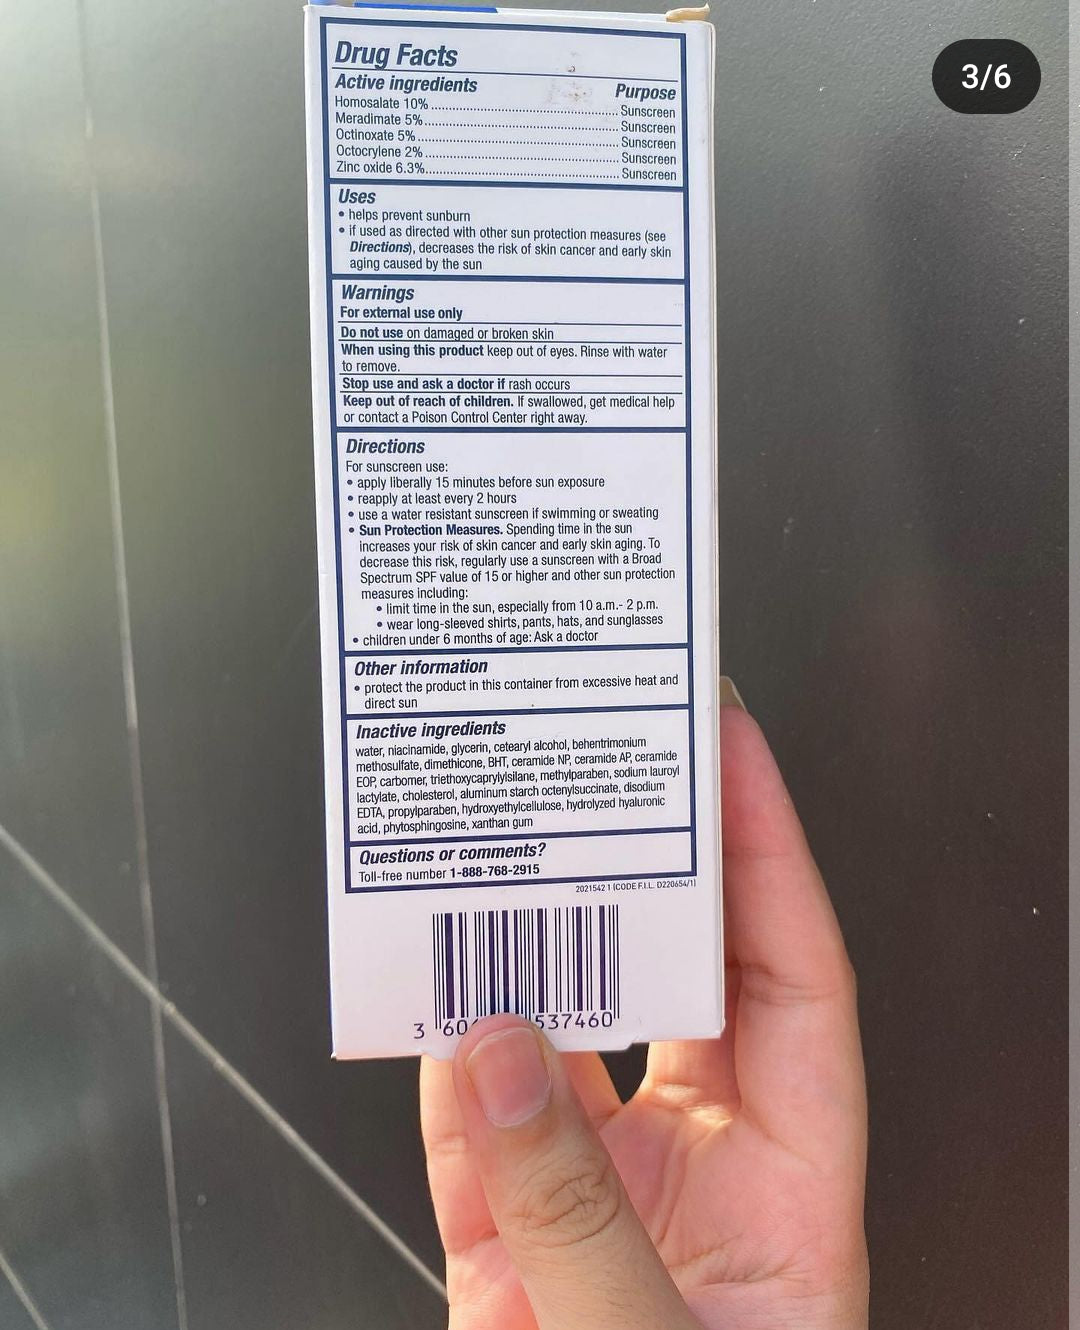 3/6
Drug Facts
Active ingredients Purpose
Homosalate 10%........................................................ Sunscreen
Meradimate 5%......................................................... Sunscreen
Octinoxate 5%.......................................................... Sunscreen
Octocrylene 2%......................................................... Sunscreen
Zinc oxide 6.3%......................................................... Sunscreen
Uses
• helps prevent sunburn
• if used as directed with other sun protection measures (see
Directions), decreases the risk of skin cancer and early skin
aging caused by the sun
Warnings
For external use only
Do not use on damaged or broken skin
When using this product keep out of eyes. Rinse with water
to remove.
Stop use and ask a doctor if rash occurs
Keep out of reach of children. If swallowed, get medical help
or contact a Poison Control Center right away.
Directions
For sunscreen use:
• apply liberally 15 minutes before sun exposure
• reapply at least every 2 hours
• use a water resistant sunscreen if swimming or sweating
• Sun Protection Measures. Spending time in the sun
increases your risk of skin cancer and early skin aging. To
decrease this risk, regularly use a sunscreen with a Broad
Spectrum SPF value of 15 or higher and other sun protection
measures including:
• limit time in the sun, especially from 10 a.m.- 2 p.m.
• wear long-sleeved shirts, pants, hats, and sunglasses
• children under 6 months of age: Ask a doctor
Other information
• protect the product in this container from excessive heat and
direct sun
Inactive ingredients
water, niacinamide, glycerin, cetearyl alcohol, behentrimonium
methosulfate, dimethicone, BHT, ceramide NP, ceramide AP, ceramide
EOP, carbomer, triethoxycaprylylsilane, methylparaben, sodium lauroyl
lactylate, cholesterol, aluminum starch octenylsuccinate, disodium
EDTA, propylparaben, hydroxyethylcellulose, hydrolyzed hyaluronic
acid, phytosphingosine, xanthan gum
Questions or comments?
Toll-free number 1-888-768-2915
2021542 1 (CODE F.I.L. D220654/1)
3 60 537460